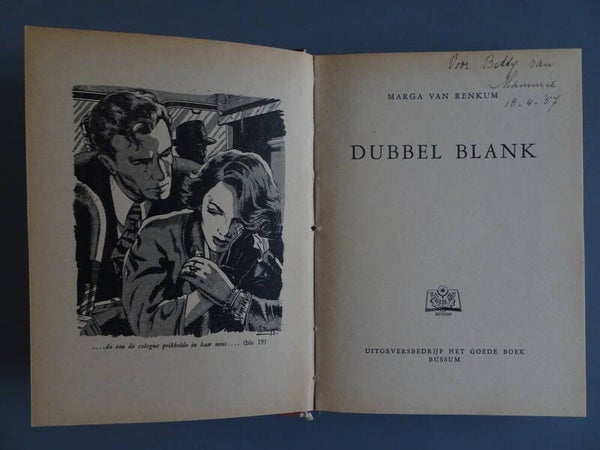 ....de eau de cologne prikkelde in haar neus.... (blz. 19)
Voor Betty van
Mammie
18-4-'57
MARGA VAN RENKUM
DUBBEL BLANK
UITGEVERSBEDRIJF HET GOEDE BOEK
BUSSUM